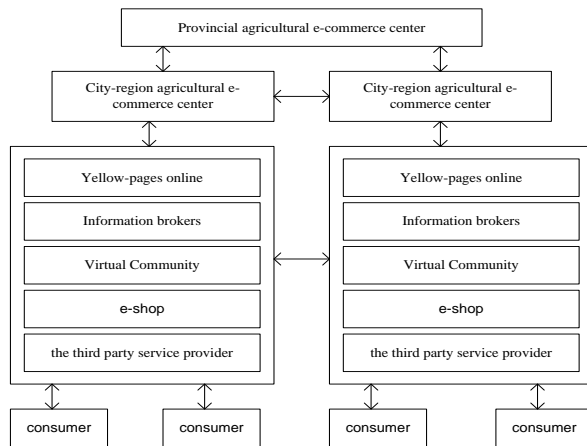 Provincial agricultural e-commerce center
City-region agricultural e-
commerce center
City-region agricultural e-
commerce center
Yellow-pages online
Information brokers
Virtual Community
e-shop
the third party service provider
Yellow-pages online
Information brokers
Virtual Community
e-shop
the third party service provider
consumer
consumer
consumer
consumer